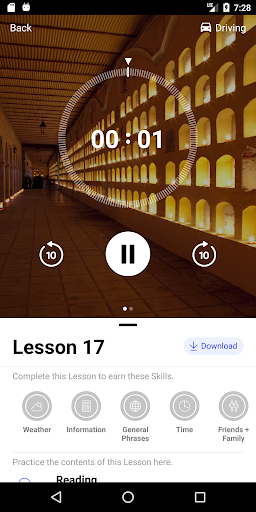 7:28
Back
Driving
00 : 01
10
10
Lesson 17
Download
Complete this Lesson to earn these Skills.
Weather
Information
General
Phrases
Time
Friends +
Family
Practice the contents of this Lesson here.
Reading